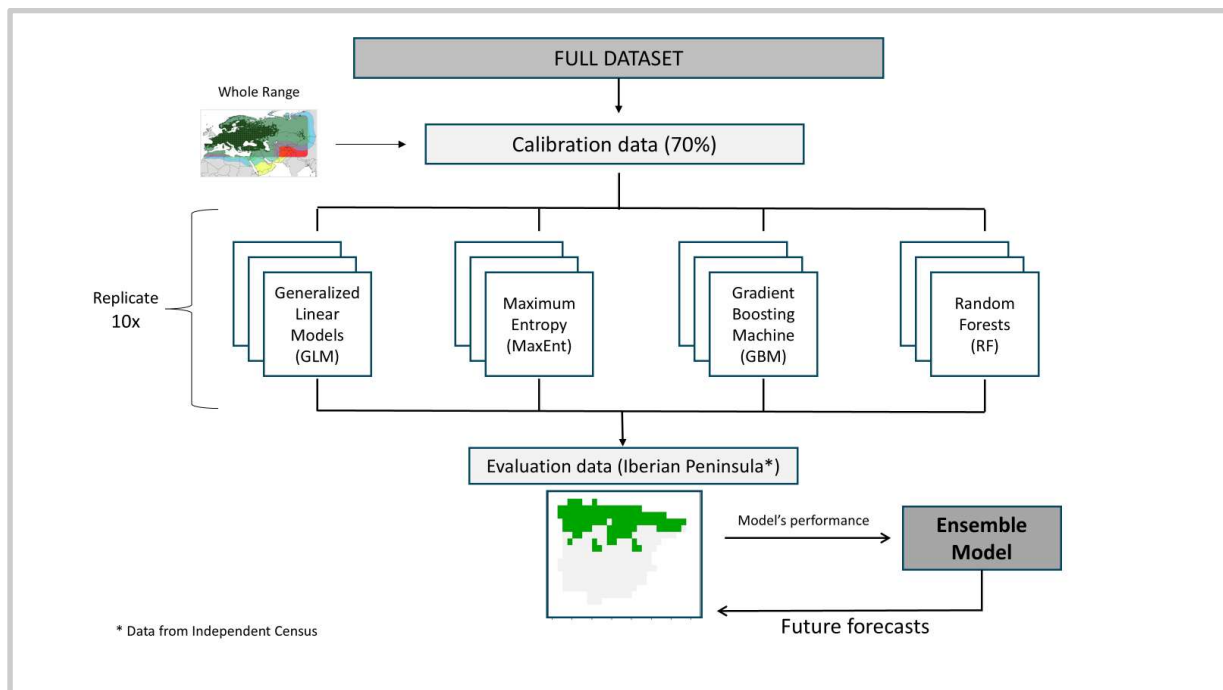 FULL DATASET
Whole Range
Calibration data (70%)
Replicate
10x
Generalized
Linear
Models
(GLM)
Maximum
Entropy
(MaxEnt)
Gradient
Boosting
Machine
(GBM)
Random
Forests
(RF)
Evaluation data (Iberian Peninsula*)
Model’s performance
Ensemble
Model
Future forecasts
* Data from Independent Census